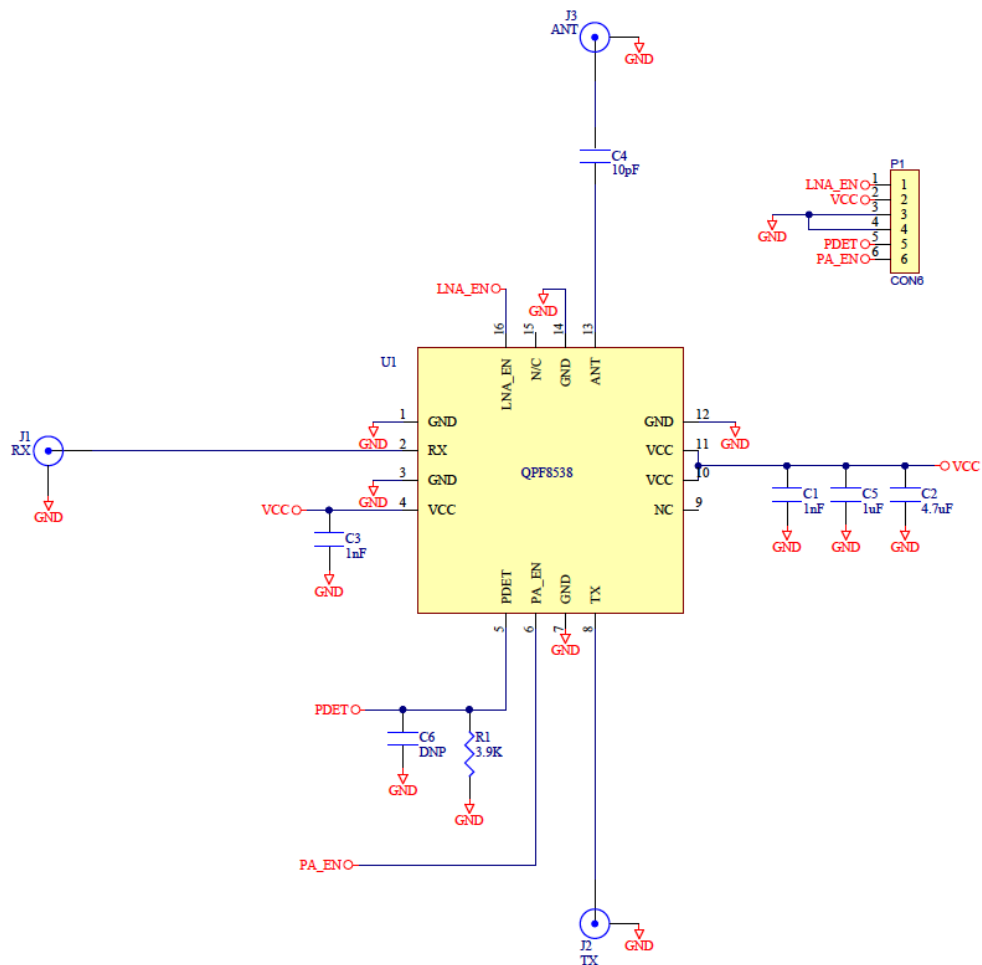 J3
ANT
GND
C4
10pF
P1
LNA_EN 1 1
VCC 2 2
3 3
4 4
GND
PDET 5 5
PA_EN 6 6
CON6
LNA_EN
GND
16 15 14 13
U1
LNA_EN N/C GND ANT
1 GND GND 12
GND GND
J1
RX
2 RX VCC 11
GND
3 GND QPF8538 VCC 10
GND
VCC 4 VCC NC 9
VCC
C3
1nF
GND
C1
1nF
GND
C5
1uF
GND
C2
4.7uF
GND
PDET PA_EN GND TX
5 6 7 8
GND
PDET
C6
DNP
GND
R1
3.9K
GND
PA_EN
J2
TX
GND